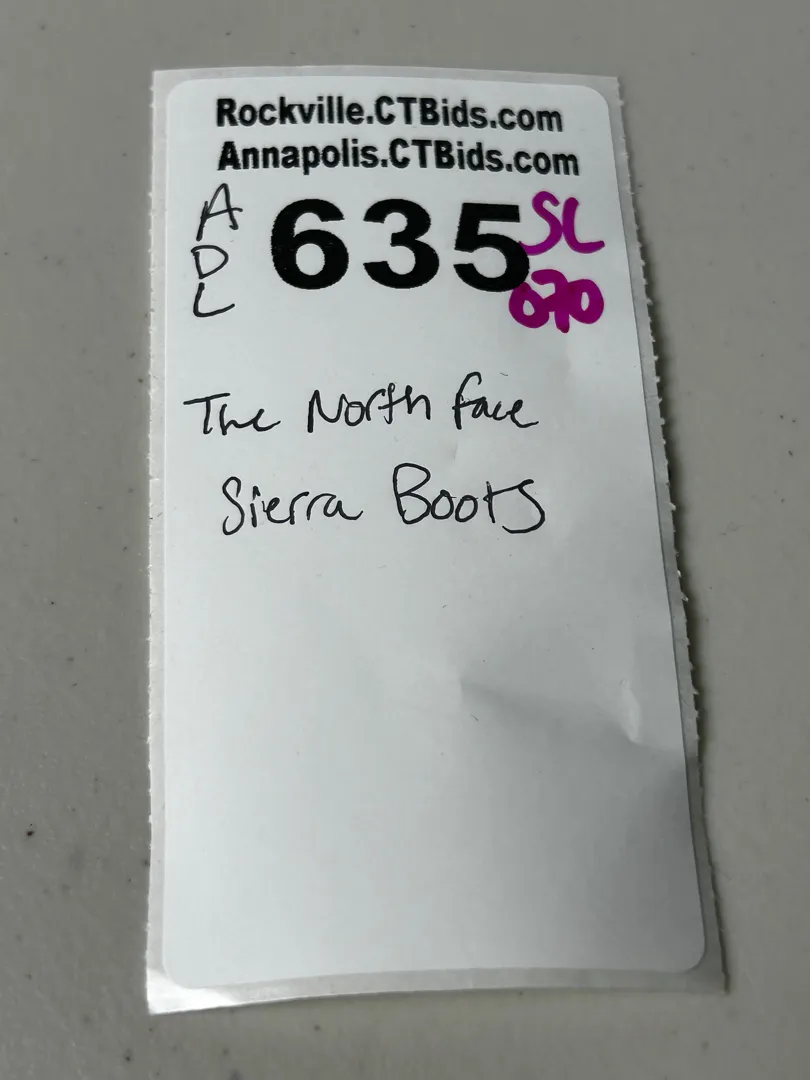 Rockville.CTBids.com
Annapolis.CTBids.com
A
D
L
635
SL
070
The North face
Sierra Boots